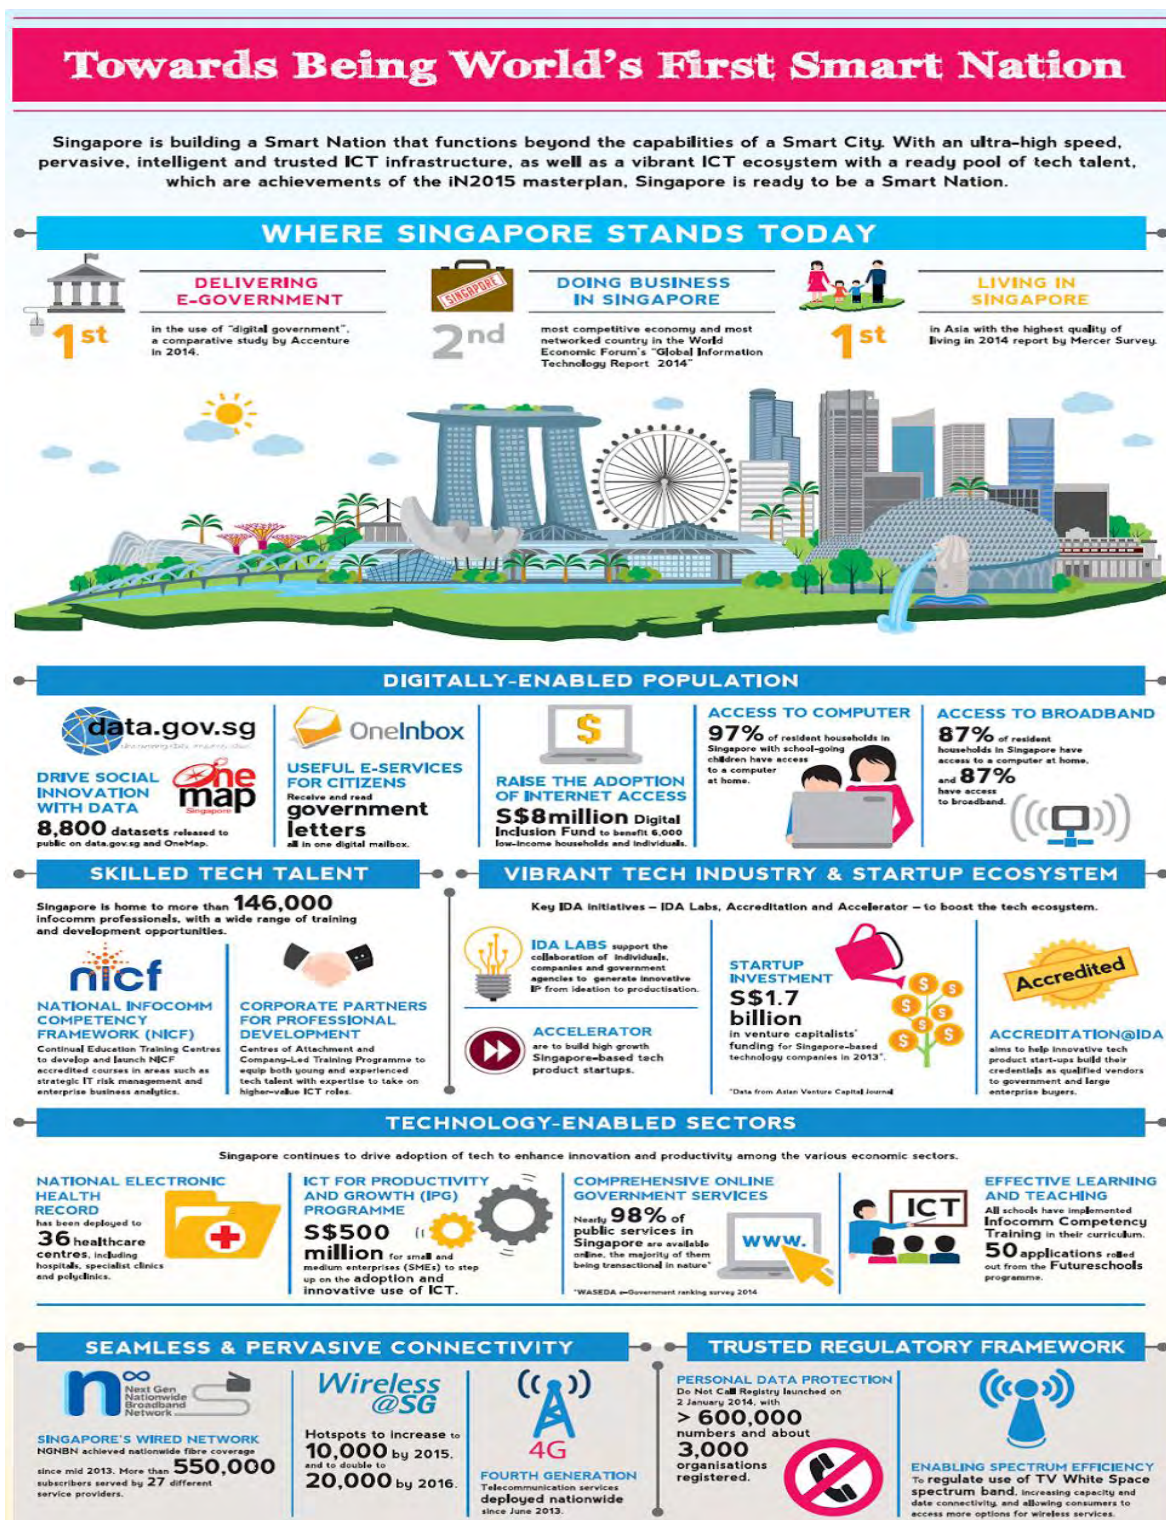 Towards Being World's First Smart Nation
Singapore is building a Smart Nation that functions beyond the capabilities of a Smart City. With an ultra-high speed,
pervasive, intelligent and trusted ICT infrastructure, as well as a vibrant ICT ecosystem with a ready pool of tech talent,
which are achievements of the iN2015 masterplan, Singapore is ready to be a Smart Nation.
WHERE SINGAPORE STANDS TODAY
DELIVERING
E-GOVERNMENT
1st
in the use of "digital government",
a comparative study by Accenture
in 2014.
SINGAPORE
DOING BUSINESS
IN SINGAPORE
2nd
most competitive economy and most
networked country in the World
Economic Forum's "Global Information
Technology Report 2014"
LIVING IN
SINGAPORE
1st
in Asia with the highest quality of
living in 2014 report by Mercer Survey.
DIGITALLY-ENABLED POPULATION
data.gov.sg
DRIVE SOCIAL
INNOVATION
WITH DATA
One
map
Singapore
8,800 datasets released to
public on data.gov.sg and OneMap.
OneInbox
USEFUL E-SERVICES
FOR CITIZENS
Receive and read
government
letters
all in one digital mailbox.
$
RAISE THE ADOPTION
OF INTERNET ACCESS
S$8million Digital
Inclusion Fund to benefit 6,000
low-income households and individuals.
ACCESS TO COMPUTER
97% of resident households in
Singapore with school-going
children have access
to a computer
at home.
ACCESS TO BROADBAND
87% of resident
households in Singapore have
access to a computer at home,
and 87%
have access
to broadband.
SKILLED TECH TALENT
Singapore is home to more than 146,000
infocomm professionals, with a wide range of training
and development opportunities.
nicf
NATIONAL INFOCOMM
COMPETENCY
FRAMEWORK (NICF)
Continual Education Training Centres
to develop and launch NICF
accredited courses in areas such as
strategic IT risk management and
enterprise business analytics.
CORPORATE PARTNERS
FOR PROFESSIONAL
DEVELOPMENT
Centres of Attachment and
Company-Led Training Programme to
equip both young and experienced
tech talent with expertise to take on
higher-value ICT roles.
VIBRANT TECH INDUSTRY & STARTUP ECOSYSTEM
Key IDA initiatives – IDA Labs, Accreditation and Accelerator – to boost the tech ecosystem.
IDA LABS support the
collaboration of individuals,
companies and government
agencies to generate innovative
IP from ideation to productisation.
ACCELERATOR
are to build high growth
Singapore-based tech
product startups.
STARTUP
INVESTMENT
S$1.7
billion
in venture capitalists'
funding for Singapore-based
technology companies in 2013*.
*Data from Asian Venture Capital Journal
$
$
$
$
$
$
$
Accredited
ACCREDITATION@IDA
aims to help innovative tech
product start-ups build their
credentials as qualified vendors
to government and large
enterprise buyers.
TECHNOLOGY-ENABLED SECTORS
Singapore continues to drive adoption of tech to enhance innovation and productivity among the various economic sectors.
NATIONAL ELECTRONIC
HEALTH
RECORD
has been deployed to
36 healthcare
centres, including
hospitals, specialist clinics
and polyclinics.
ICT FOR PRODUCTIVITY
AND GROWTH (IPG)
PROGRAMME
S$500
million for small and
medium enterprises (SMEs) to step
up on the adoption and
innovative use of ICT.
COMPREHENSIVE ONLINE
GOVERNMENT SERVICES
Nearly 98% of
public services in
Singapore are available
online, the majority of them
being transactional in nature*
*WASEDA e-Government ranking survey 2014
www.
ICT
EFFECTIVE LEARNING
AND TEACHING
All schools have implemented
Infocomm Competency
Training in their curriculum.
50 applications rolled
out from the Futureschools
programme.
SEAMLESS & PERVASIVE CONNECTIVITY
n∞
Next Gen
Nationwide
Broadband
Network
SINGAPORE'S WIRED NETWORK
NGNBN achieved nationwide fibre coverage
since mid 2013. More than 550,000
subscribers served by 27 different
service providers.
Wireless
@SG
Hotspots to increase to
10,000 by 2015.
and to double to
20,000 by 2016.
4G
FOURTH GENERATION
Telecommunication services
deployed nationwide
since June 2013.
TRUSTED REGULATORY FRAMEWORK
PERSONAL DATA PROTECTION
Do Not Call Registry launched on
2 January 2014, with
> 600,000
numbers and about
3,000
organisations
registered.
ENABLING SPECTRUM EFFICIENCY
To regulate use of TV White Space
spectrum band, increasing capacity and
date connectivity, and allowing consumers to
access more options for wireless services.